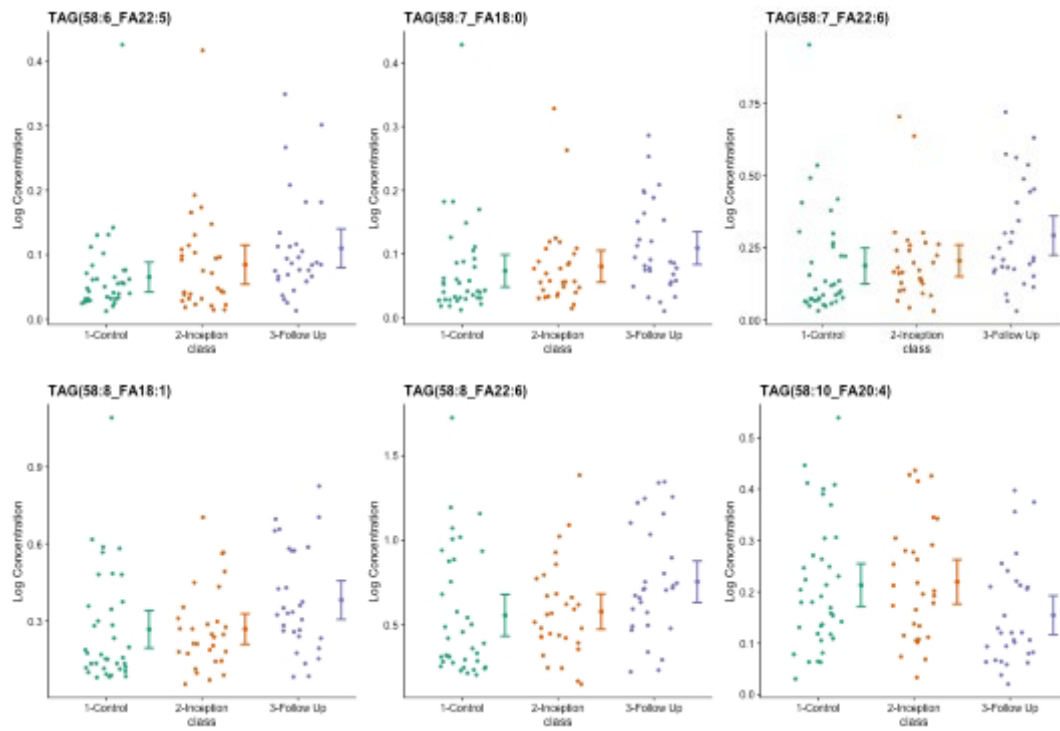 TAG(58:6_FA22:5)
Log Concentration
0.4
0.3
0.2
0.1
0.0
1-Control 2-Inception 3-Follow Up
class
TAG(58:7_FA18:0)
Log Concentration
0.4
0.3
0.2
0.1
0.0
1-Control 2-Inception 3-Follow Up
class
TAG(58:7_FA22:6)
Log Concentration
0.75
0.50
0.25
0.00
1-Control 2-Inception 3-Follow Up
class
TAG(58:8_FA18:1)
Log Concentration
0.9
0.6
0.3
1-Control 2-Inception 3-Follow Up
class
TAG(58:8_FA22:6)
Log Concentration
1.5
1.0
0.5
1-Control 2-Inception 3-Follow Up
class
TAG(58:10_FA20:4)
Log Concentration
0.5
0.4
0.3
0.2
0.1
0.0
1-Control 2-Inception 3-Follow Up
class